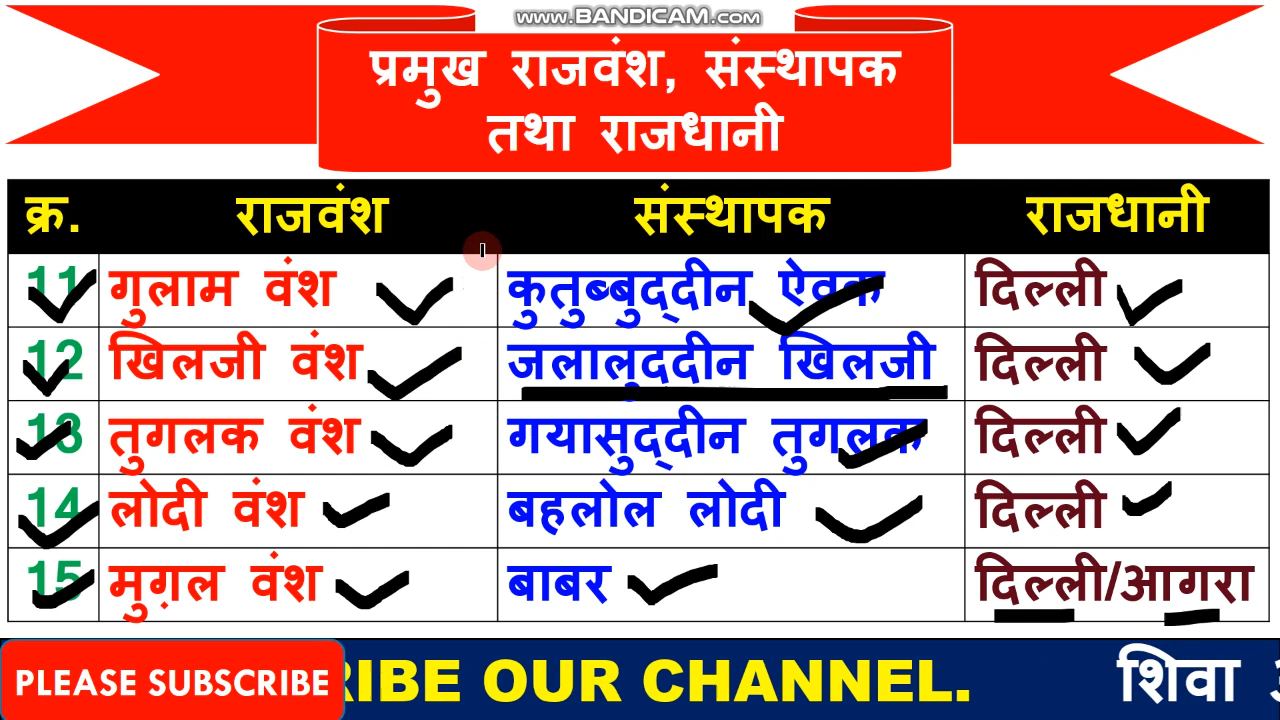 www.BANDICAM.com
प्रमुख राजवंश, संस्थापक
तथा राजधानी
क्र. राजवंश संस्थापक राजधानी
11 गुलाम वंश कुतुब्बुद्दीन ऐवक दिल्ली
12 खिलजी वंश जलालुद्दीन खिलजी दिल्ली
13 तुगलक वंश गयासुद्दीन तुगलक दिल्ली
14 लोदी वंश बहलोल लोदी दिल्ली
15 मुग़ल वंश बाबर दिल्ली/आगरा
PLEASE SUBSCRIBE RIBE OUR CHANNEL. शिवा